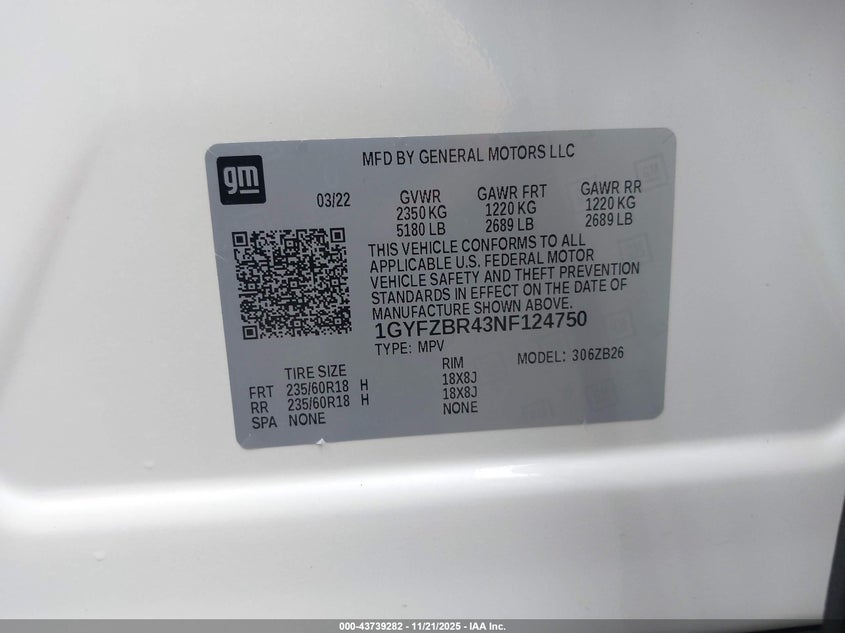 gm
MFD BY GENERAL MOTORS LLC
03/22
GVWR
2350 KG
5180 LB
GAWR FRT
1220 KG
2689 LB
GAWR RR
1220 KG
2689 LB
THIS VEHICLE CONFORMS TO ALL
APPLICABLE U.S. FEDERAL MOTOR
VEHICLE SAFETY AND THEFT PREVENTION
STANDARDS IN EFFECT ON THE DATE OF
MANUFACTURE SHOWN ABOVE.
1GYFZBR43NF124750
TYPE: MPV
MODEL: 306ZB26
TIRE SIZE RIM
FRT 235/60R18 H 18X8J
RR 235/60R18 H 18X8J
SPA NONE NONE
000-43739282 - 11/21/2025 - IAA Inc.